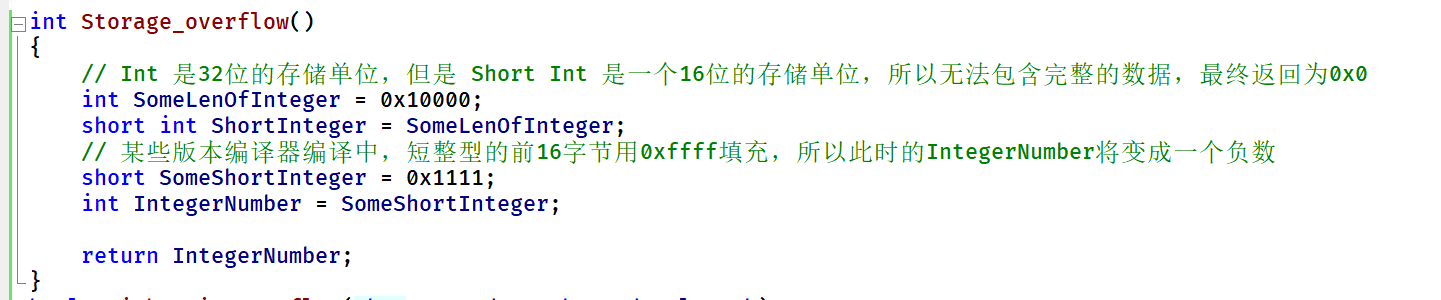 int Storage_overflow()
{
// Int 是32位的存储单位，但是 Short Int 是一个16位的存储单位，所以无法包含完整的数据，最终返回为0x0
int SomeLenOfInteger = 0x10000;
short int ShortInteger = SomeLenOfInteger;
// 某些版本编译器编译中，短整型的前16字节用0xffff填充，所以此时的IntegerNumber将变成一个负数
short SomeShortInteger = 0x1111;
int IntegerNumber = SomeShortInteger;
return IntegerNumber;
}